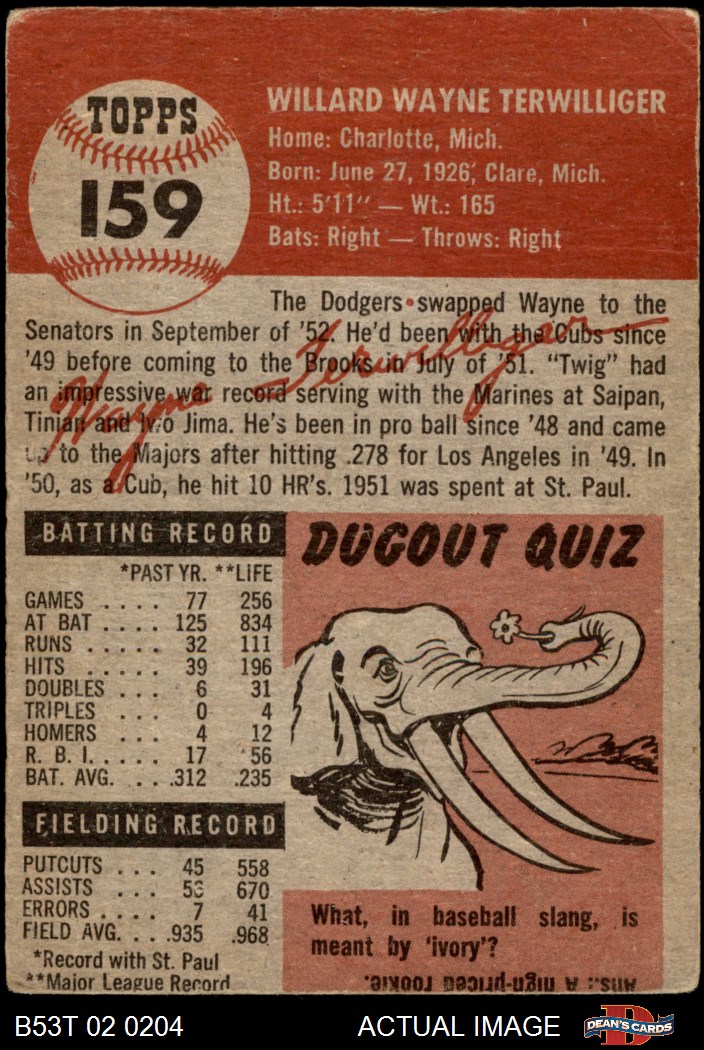 TOPPS
159
WILLARD WAYNE TERWILLIGER
Home: Charlotte, Mich.
Born: June 27, 1926, Clare, Mich.
Ht.: 5'11" — Wt.: 165
Bats: Right — Throws: Right
The Dodgers swapped Wayne to the
Senators in September of '52. He'd been with the Cubs since
'49 before coming to the Brooks in July of '51. "Twig" had
an impressive war record serving with the Marines at Saipan,
Tinian and Iwo Jima. He's been in pro ball since '48 and came
up to the Majors after hitting .278 for Los Angeles in '49. In
'50, as a Cub, he hit 10 HR's. 1951 was spent at St. Paul.
Wayne Terwilliger
BATTING RECORD
*PAST YR. **LIFE
GAMES .... 77 256
AT BAT .... 125 834
RUNS ..... 32 111
HITS ..... 39 196
DOUBLES ... 6 31
TRIPLES ... 0 4
HOMERS ... 4 12
R. B. I. .... 17 56
BAT. AVG. ... .312 .235
FIELDING RECORD
PUTOUTS ... 45 558
ASSISTS ... 670
ERRORS .... 7 41
FIELD AVG. .. .935 .968
*Record with St. Paul
**Major League Record
DUGOUT QUIZ
What, in baseball slang, is
meant by 'ivory'?
Ans.: A high-priced rookie.
B53T 02 0204
ACTUAL IMAGE
D
DEAN'S CARDS